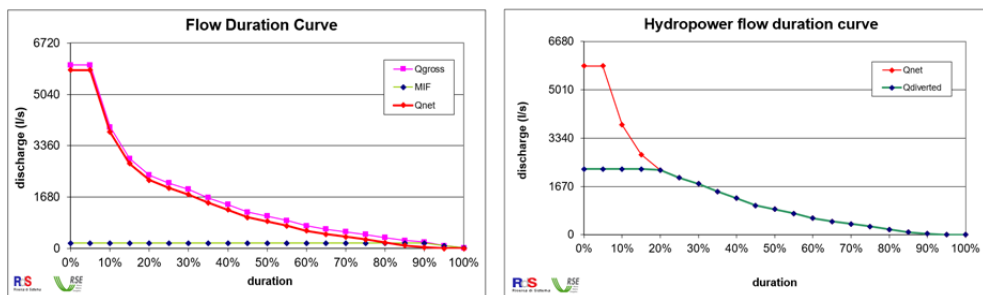 Flow Duration Curve
6720
5040
3360
1680
0
discharge (l/s)
Qgross
MIF
Qnet
0% 10% 20% 30% 40% 50% 60% 70% 80% 90% 100%
duration
RSE
Hydropower flow duration curve
6680
5010
3340
1670
0
discharge (l/s)
Qnet
Qdiverted
0% 10% 20% 30% 40% 50% 60% 70% 80% 90% 100%
duration
RSE